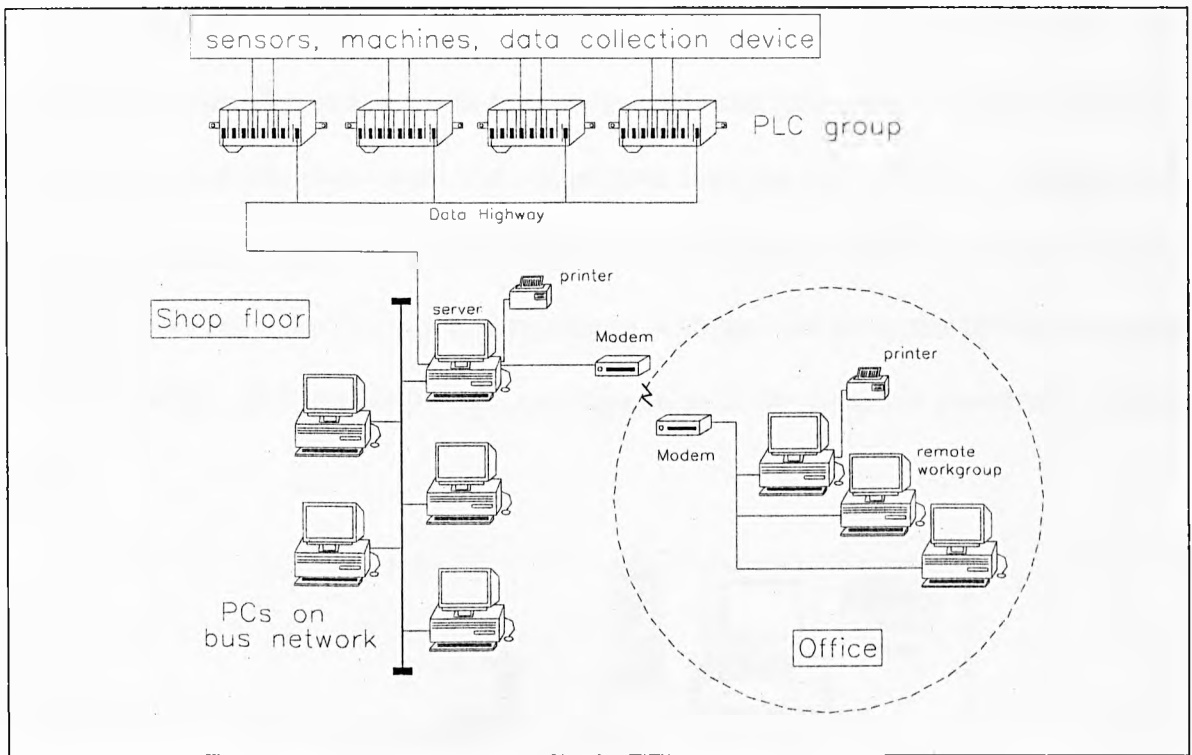 sensors, machines, data collection device
PLC group
Data Highway
printer
Shop floor
server
Modem
printer
Modem
remote
workgroup
PCs on
bus network
Office